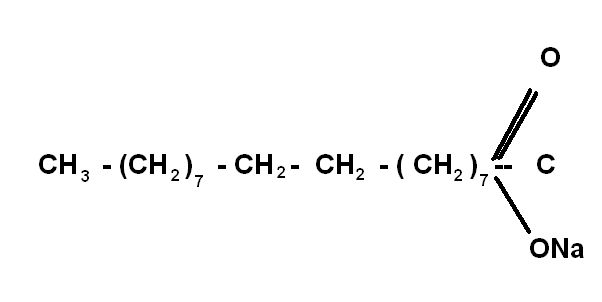 O
CH₃ - (CH₂)₇ - CH₂ - CH₂ - ( CH₂ )₇ -- C
ONa